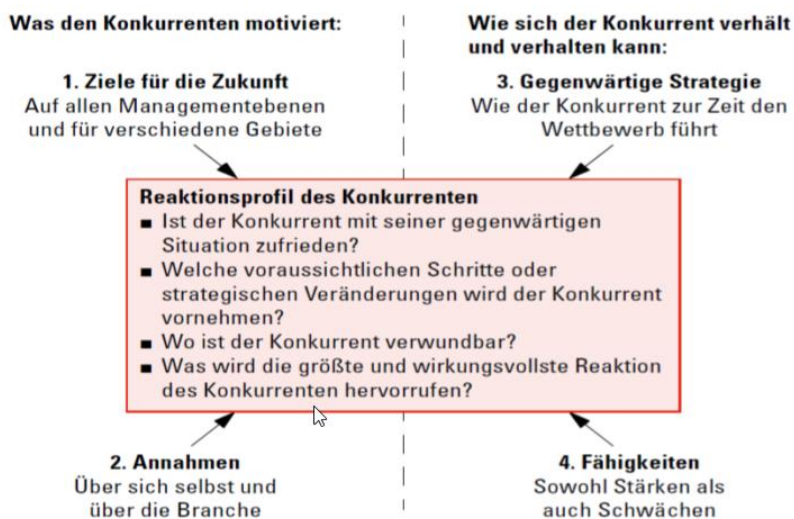 Was den Konkurrenten motiviert:
Wie sich der Konkurrent verhält
und verhalten kann:
1. Ziele für die Zukunft
Auf allen Managementebenen
und für verschiedene Gebiete
3. Gegenwärtige Strategie
Wie der Konkurrent zur Zeit den
Wettbewerb führt
Reaktionsprofil des Konkurrenten
■ Ist der Konkurrent mit seiner gegenwärtigen
Situation zufrieden?
■ Welche voraussichtlichen Schritte oder
strategischen Veränderungen wird der Konkurrent
vornehmen?
■ Wo ist der Konkurrent verwundbar?
■ Was wird die größte und wirkungsvollste Reaktion
des Konkurrenten hervorrufen?
2. Annahmen
Über sich selbst und
über die Branche
4. Fähigkeiten
Sowohl Stärken als
auch Schwächen